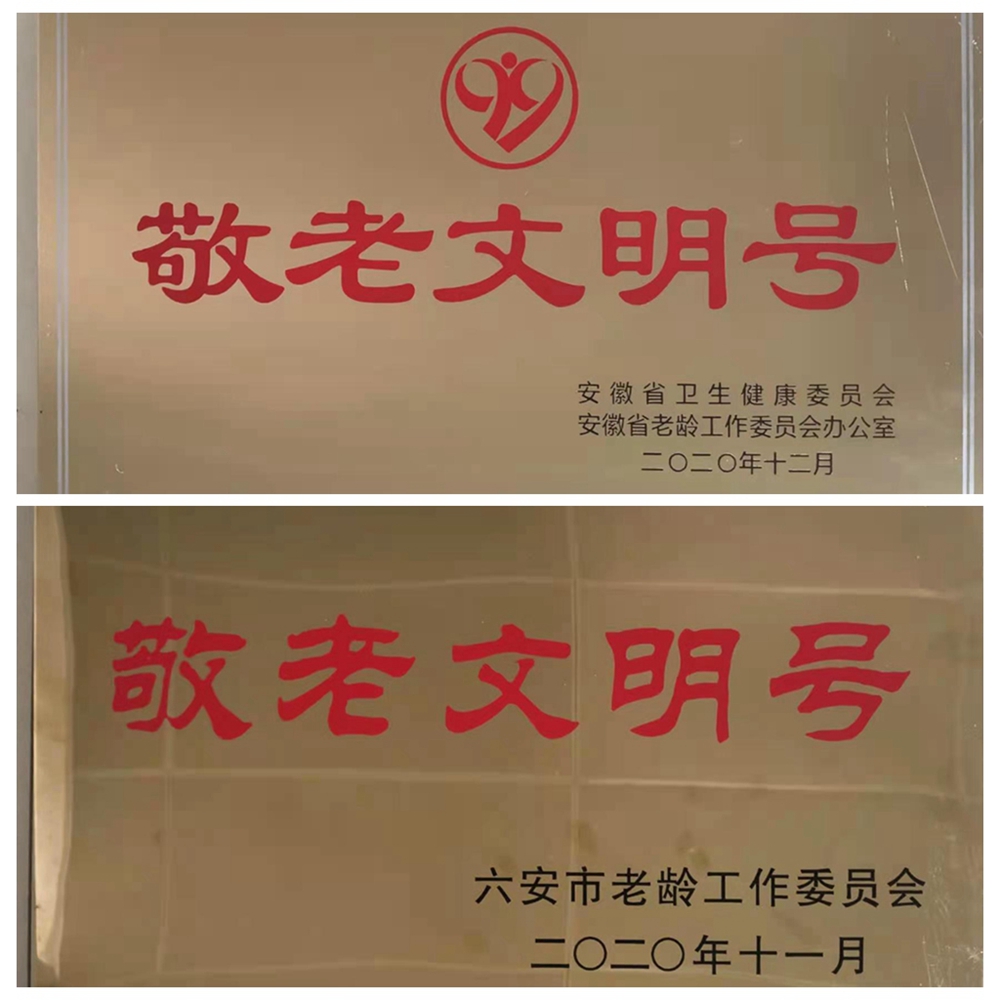 敬老文明号
安徽省卫生健康委员会
安徽省老龄工作委员会办公室
二〇二〇年十二月
敬老文明号
六安市老龄工作委员会
二〇二〇年十一月